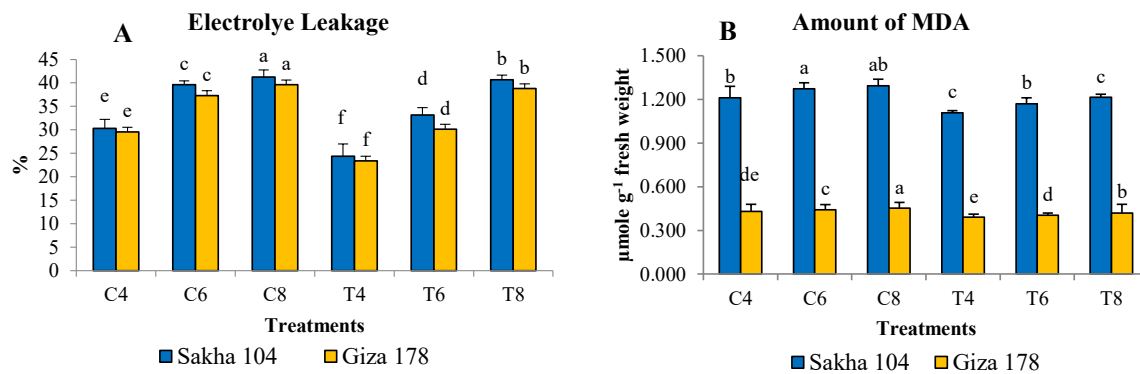 A
Electrolye Leakage
45
40
35
30
25
20
15
10
5
0
%
e e c c a a f f d d b b
C4 C6 C8 T4 T6 T8
Treatments
Sakha 104 Giza 178
B
Amount of MDA
1.500
1.200
0.900
0.600
0.300
0.000
µmole g-1 fresh weight
b de a c ab a c e b d c b
C4 C6 C8 T4 T6 T8
Treatments
Sakha 104 Giza 178